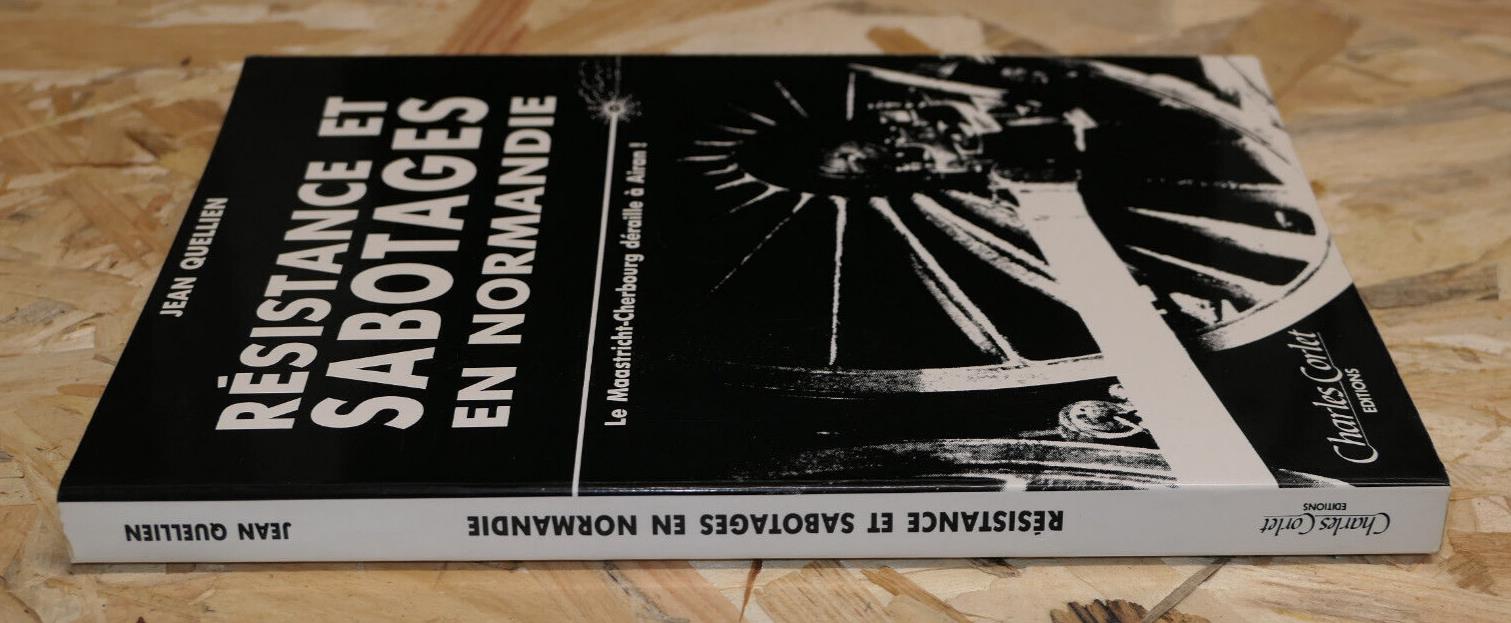 JEAN QUELLIEN
RÉSISTANCE ET
SABOTAGES
EN NORMANDIE
Le Maastricht-Cherbourg déraille à Airan !
Charles Corlet
EDITIONS
JEAN QUELLIEN
RÉSISTANCE ET SABOTAGES EN NORMANDIE
Charles Corlet
EDITIONS